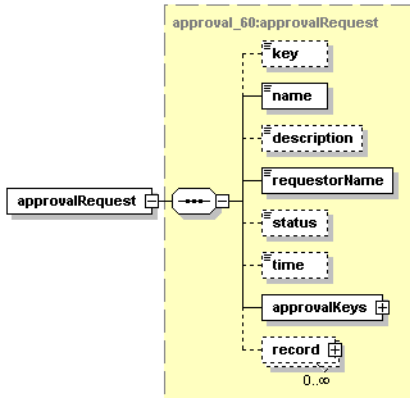 approval_60:approvalRequest
key
name
description
requestorName
approvalRequest
status
time
approvalKeys
record
0..∞